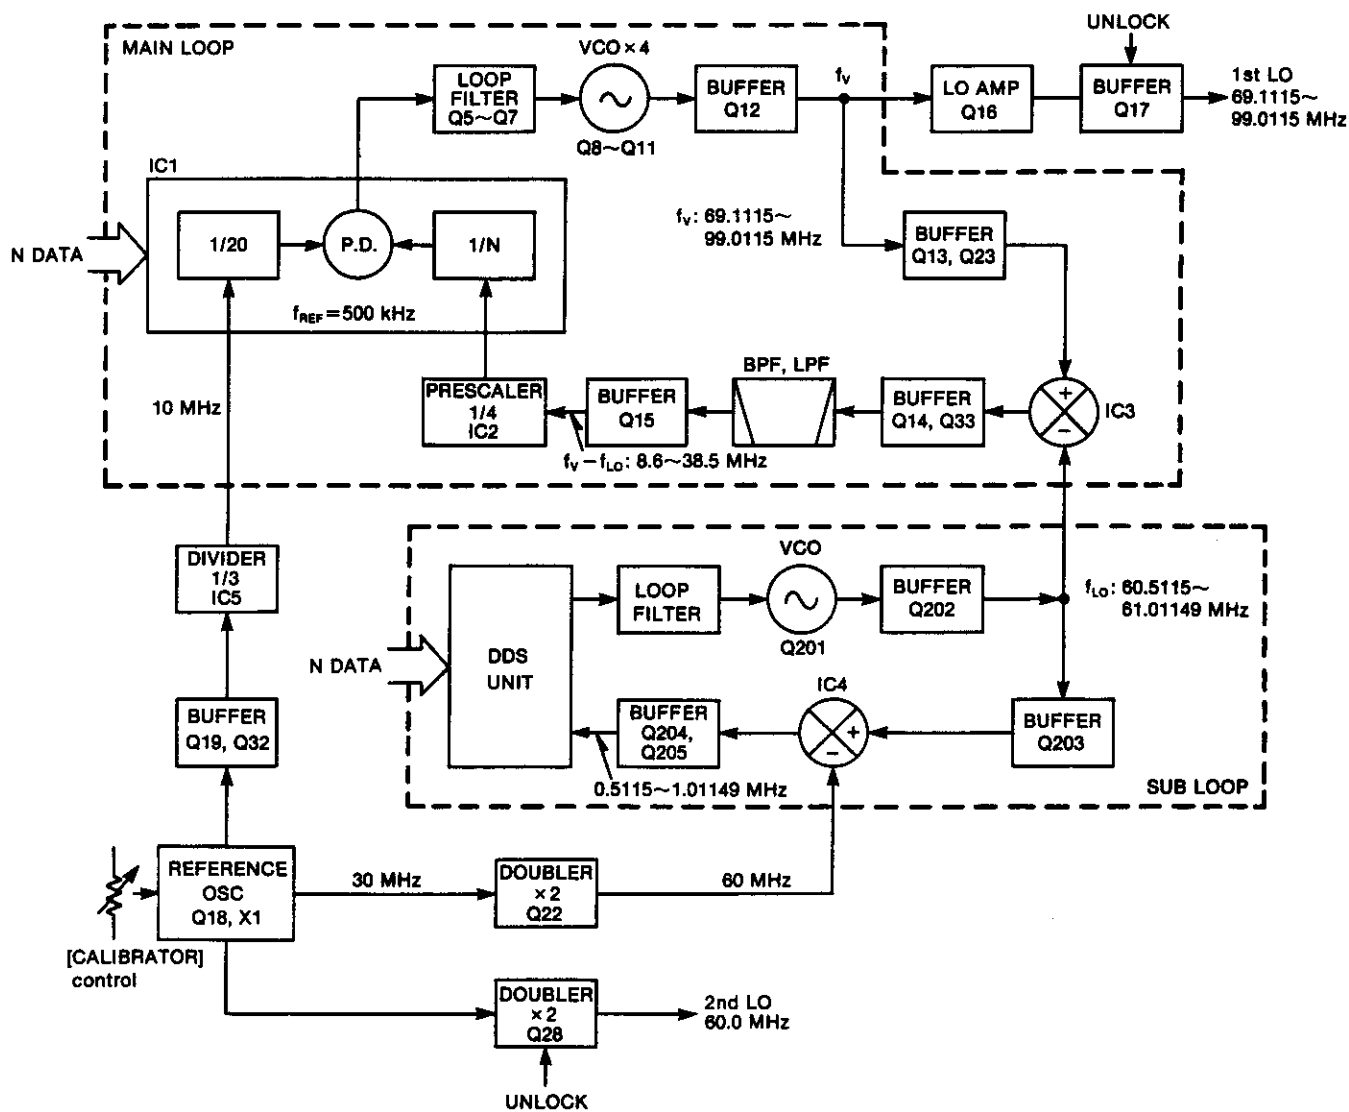 MAIN LOOP
VCO×4
LOOP
FILTER
Q5~Q7
Q8~Q11
BUFFER
Q12
fV
LO AMP
Q16
UNLOCK
BUFFER
Q17
1st LO
69.1115~
99.0115 MHz
IC1
N DATA
1/20
P.D.
1/N
fREF=500 kHz
fV: 69.1115~
99.0115 MHz
BUFFER
Q13, Q23
10 MHz
PRESCALER
1/4
IC2
BUFFER
Q15
BPF, LPF
BUFFER
Q14, Q33
+
−
IC3
fV−fLO: 8.6~38.5 MHz
DIVIDER
1/3
IC5
N DATA
DDS
UNIT
LOOP
FILTER
VCO
Q201
BUFFER
Q202
fLO: 60.5115~
61.01149 MHz
BUFFER
Q19, Q32
BUFFER
Q204,
Q205
IC4
+
−
BUFFER
Q203
0.5115~1.01149 MHz
SUB LOOP
REFERENCE
OSC
Q18, X1
[CALIBRATOR]
control
30 MHz
DOUBLER
×2
Q22
60 MHz
DOUBLER
×2
Q28
2nd LO
60.0 MHz
UNLOCK